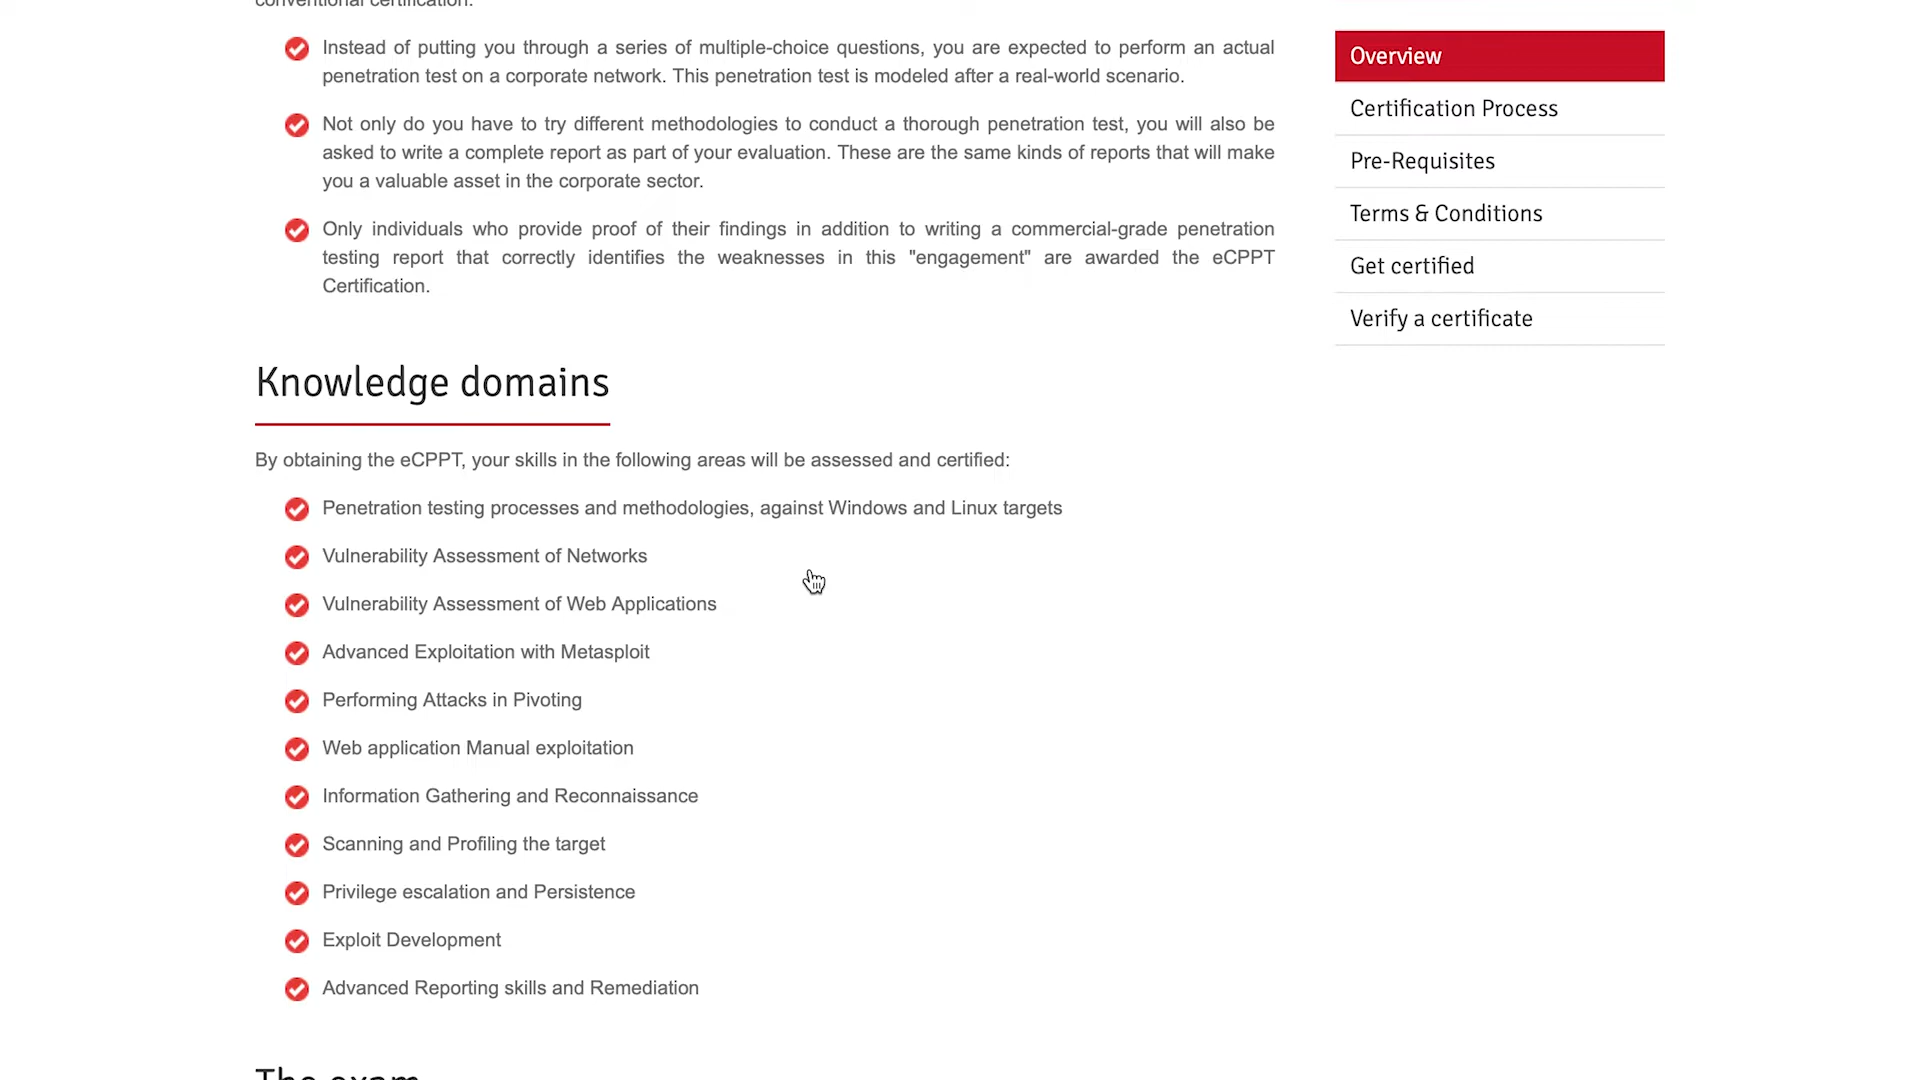 conventional certification.
Instead of putting you through a series of multiple-choice questions, you are expected to perform an actual
penetration test on a corporate network. This penetration test is modeled after a real-world scenario.
Not only do you have to try different methodologies to conduct a thorough penetration test, you will also be
asked to write a complete report as part of your evaluation. These are the same kinds of reports that will make
you a valuable asset in the corporate sector.
Only individuals who provide proof of their findings in addition to writing a commercial-grade penetration
testing report that correctly identifies the weaknesses in this "engagement" are awarded the eCPPT
Certification.
Knowledge domains
By obtaining the eCPPT, your skills in the following areas will be assessed and certified:
Penetration testing processes and methodologies, against Windows and Linux targets
Vulnerability Assessment of Networks
Vulnerability Assessment of Web Applications
Advanced Exploitation with Metasploit
Performing Attacks in Pivoting
Web application Manual exploitation
Information Gathering and Reconnaissance
Scanning and Profiling the target
Privilege escalation and Persistence
Exploit Development
Advanced Reporting skills and Remediation
The exam
Overview
Certification Process
Pre-Requisites
Terms & Conditions
Get certified
Verify a certificate